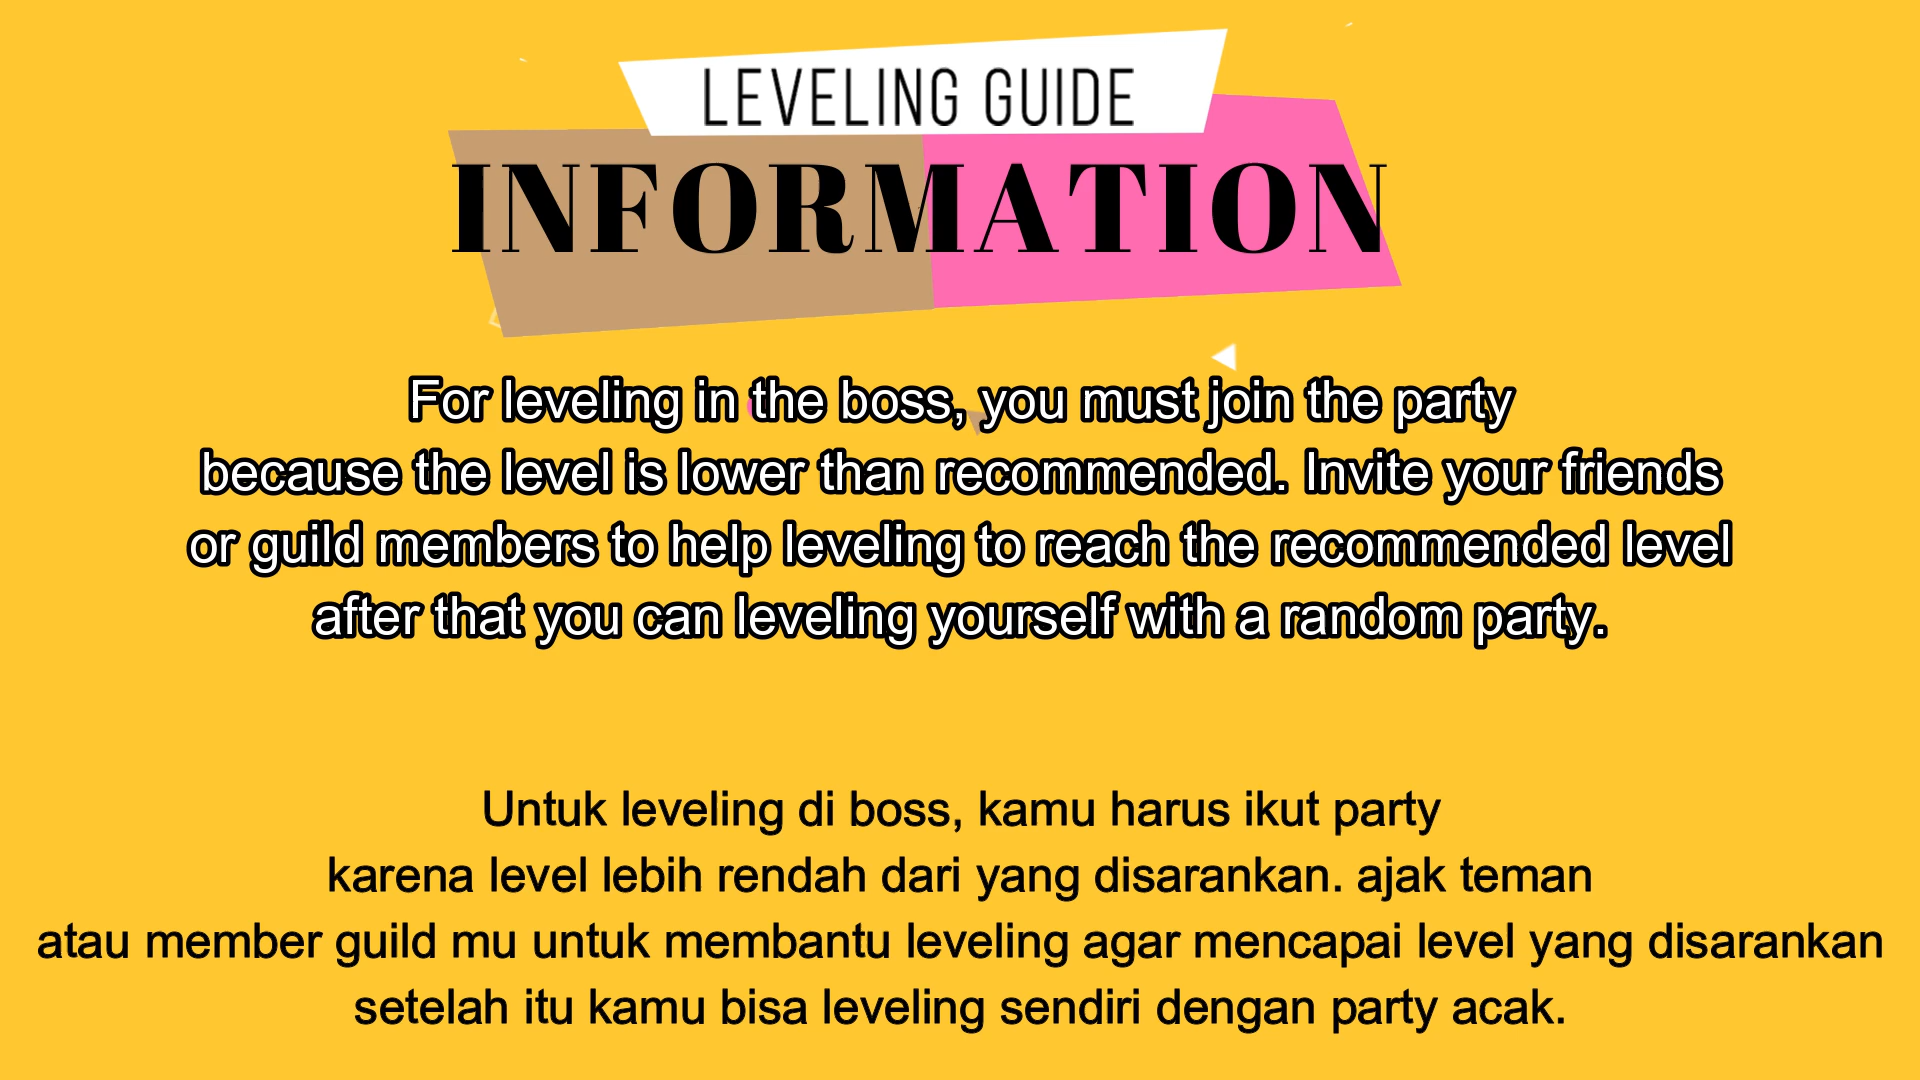 LEVELING GUIDE
INFORMATION
For leveling in the boss, you must join the party
because the level is lower than recommended. Invite your friends
or guild members to help leveling to reach the recommended level
after that you can leveling yourself with a random party.
Untuk leveling di boss, kamu harus ikut party
karena level lebih rendah dari yang disarankan. ajak teman
atau member guild mu untuk membantu leveling agar mencapai level yang disarankan
setelah itu kamu bisa leveling sendiri dengan party acak.